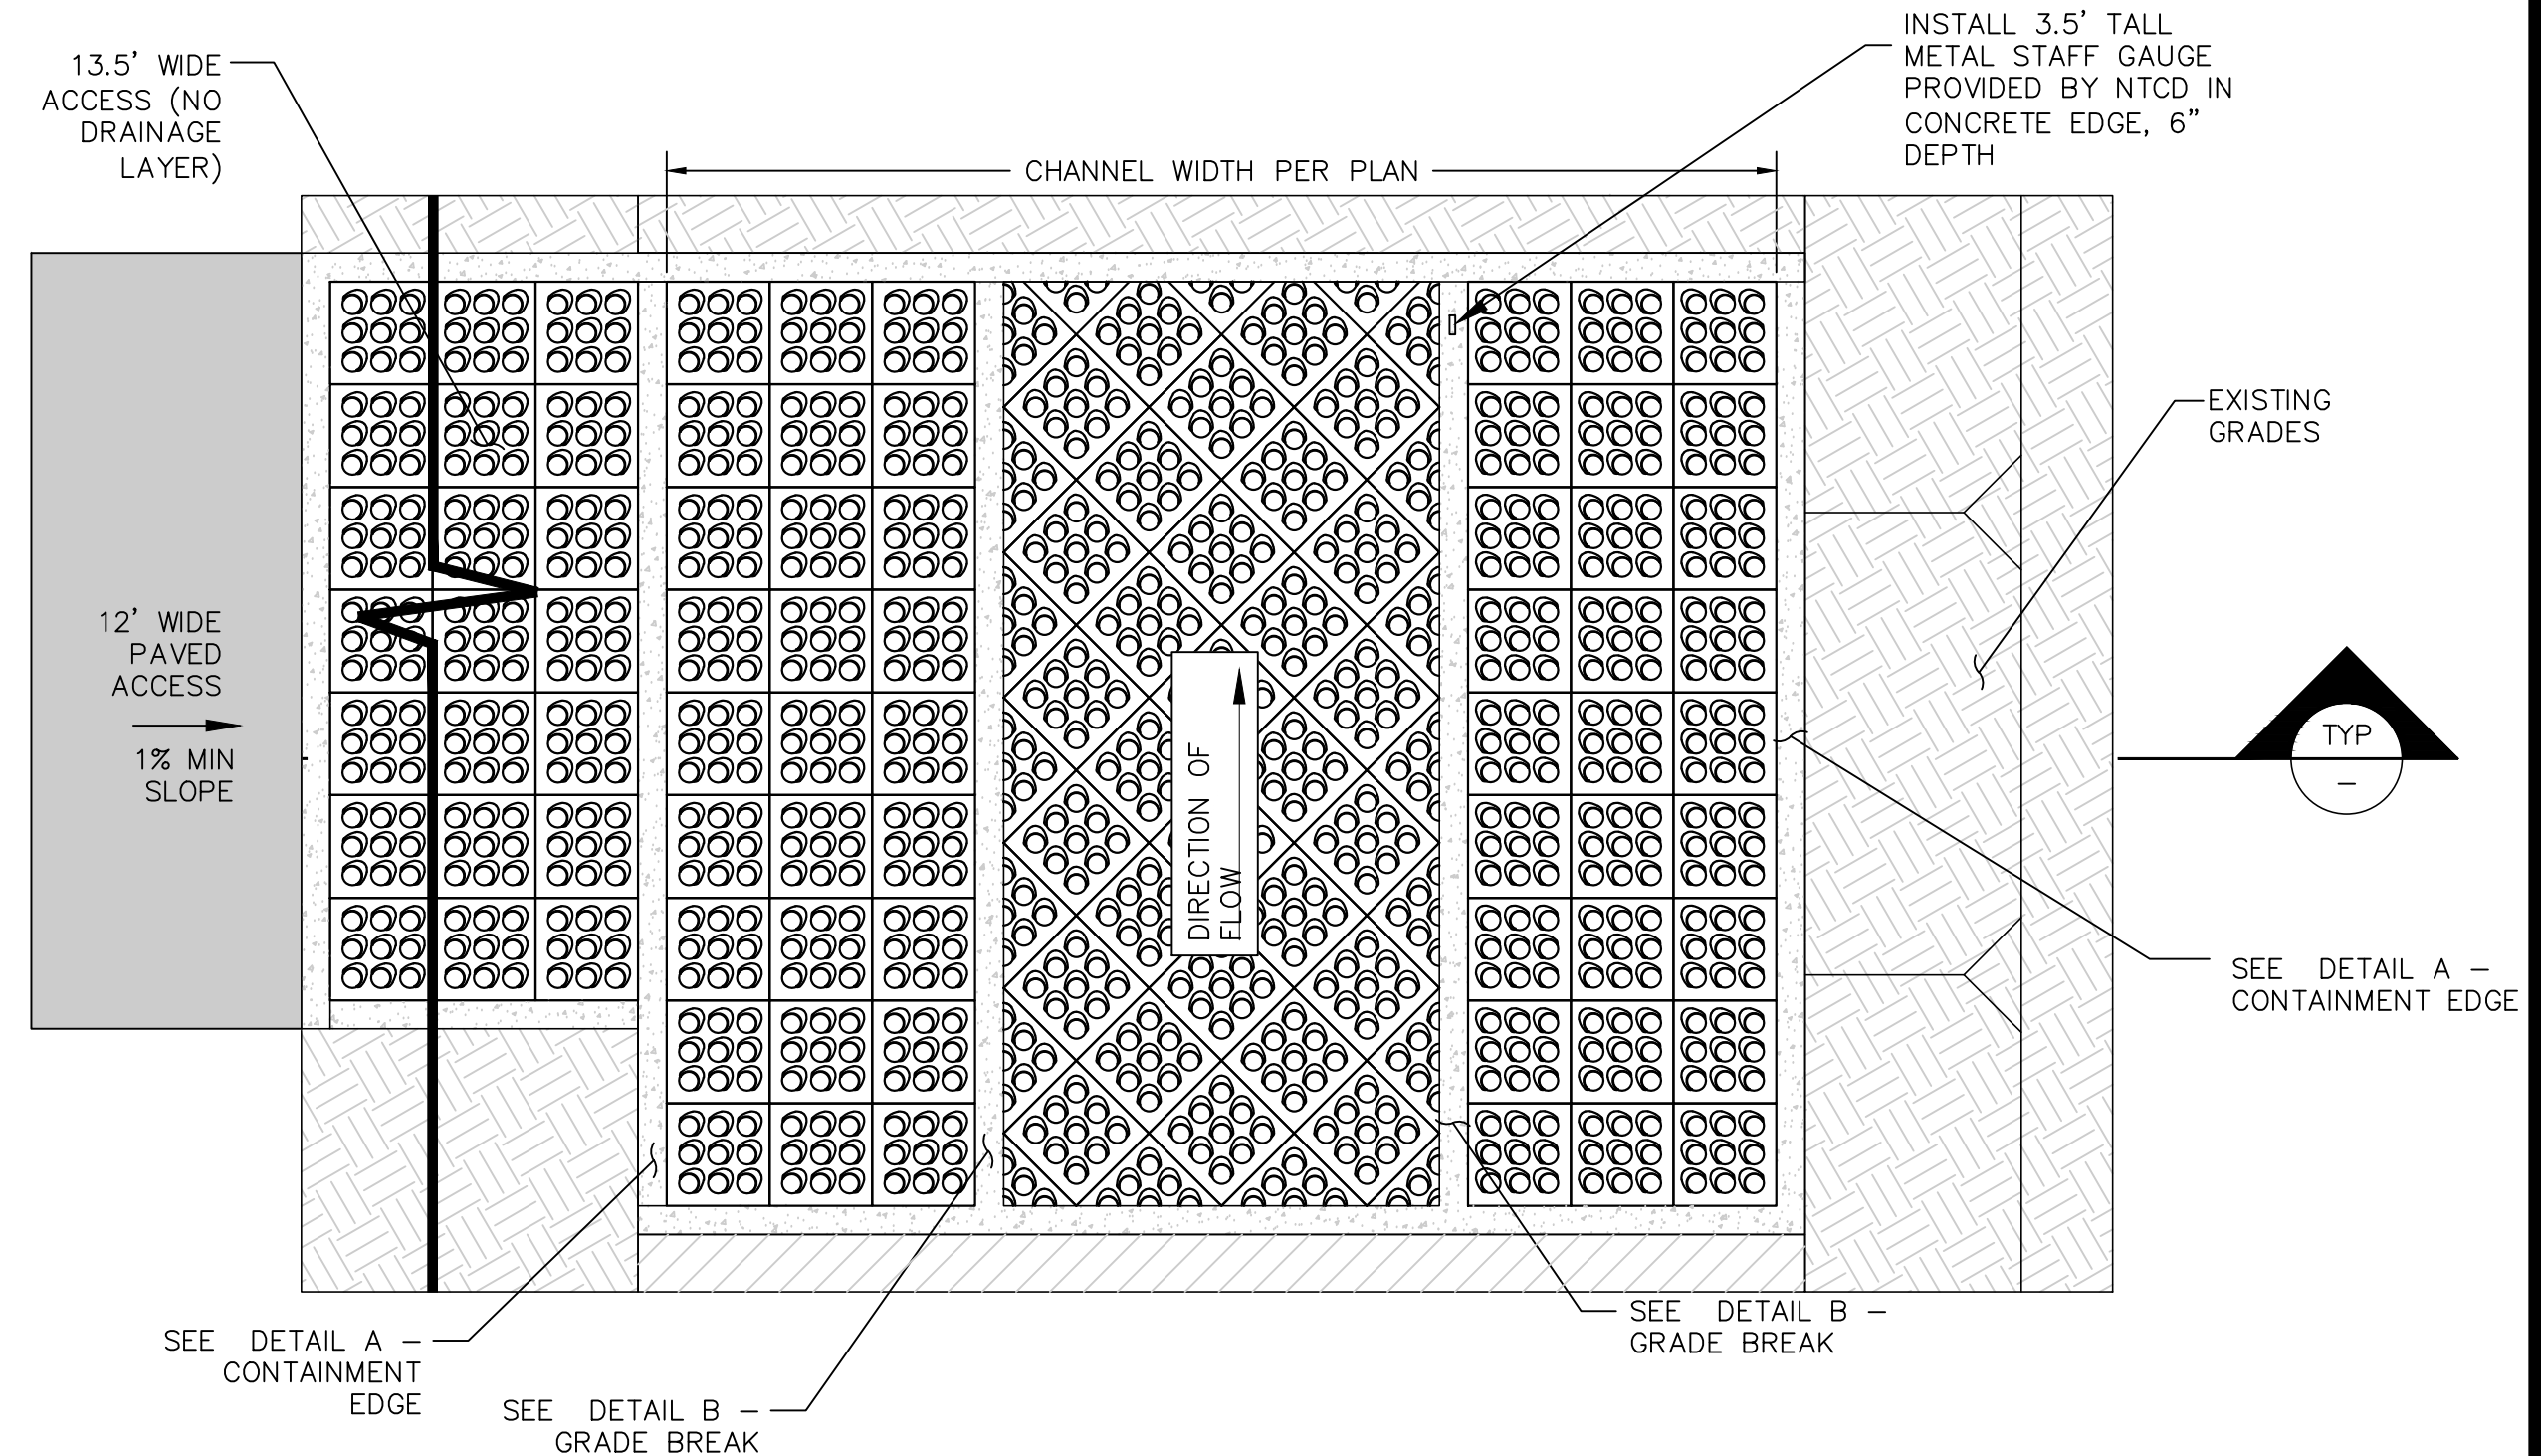 13.5' WIDE
ACCESS (NO
DRAINAGE
LAYER)
INSTALL 3.5' TALL
METAL STAFF GAUGE
PROVIDED BY NTCD IN
CONCRETE EDGE, 6"
DEPTH
CHANNEL WIDTH PER PLAN
EXISTING
GRADES
12' WIDE
PAVED
ACCESS
1% MIN
SLOPE
DIRECTION OF
FLOW
TYP
–
SEE DETAIL A –
CONTAINMENT EDGE
SEE DETAIL B –
GRADE BREAK
SEE DETAIL A –
CONTAINMENT
EDGE
SEE DETAIL B –
GRADE BREAK